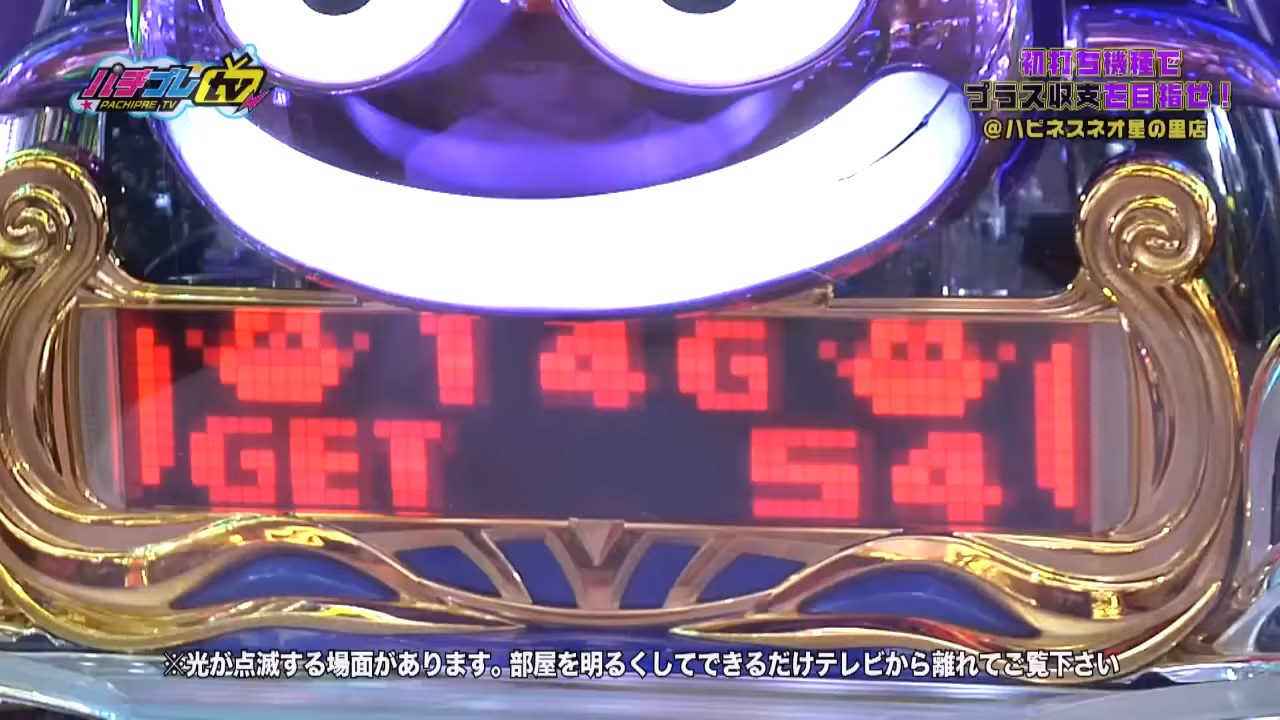 パチプレtv
PACHIPRE TV
初打ち機種で
プラス収支を目指せ！
@ハピネスネオ星の里店
14G
GET 54
※光が点滅する場面があります。部屋を明るくしてできるだけテレビから離れてご覧下さい